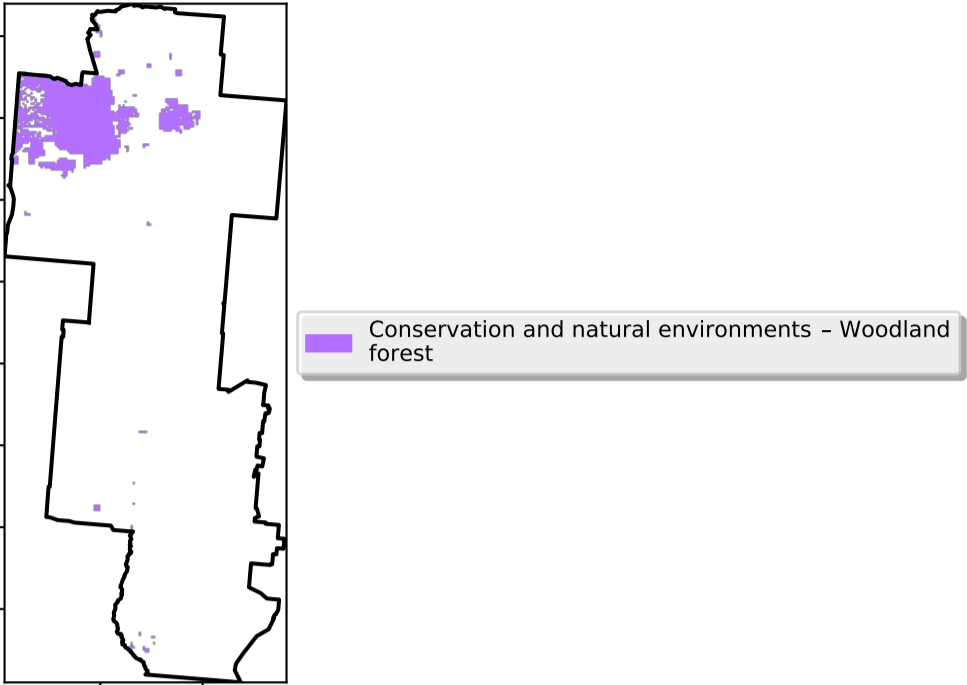 Conservation and natural environments – Woodland
forest